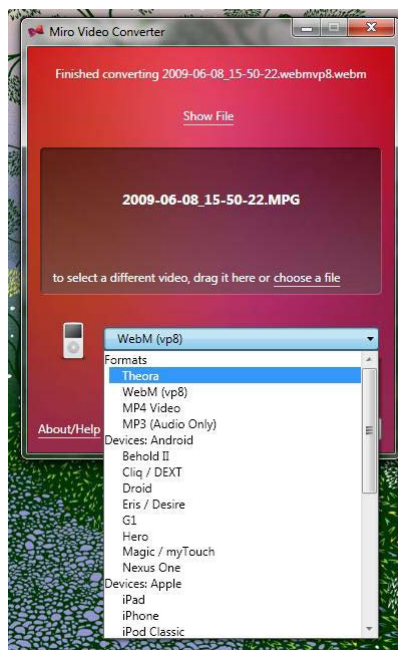 Miro Video Converter
Finished converting 2009-06-08_15-50-22.webmvp8.webm
Show File
2009-06-08_15-50-22.MPG
to select a different video, drag it here or choose a file
WebM (vp8)
Formats
Theora
WebM (vp8)
MP4 Video
MP3 (Audio Only)
About/Help
Devices: Android
Behold II
Cliq / DEXT
Droid
Eris / Desire
G1
Hero
Magic / myTouch
Nexus One
Devices: Apple
iPad
iPhone
iPod Classic